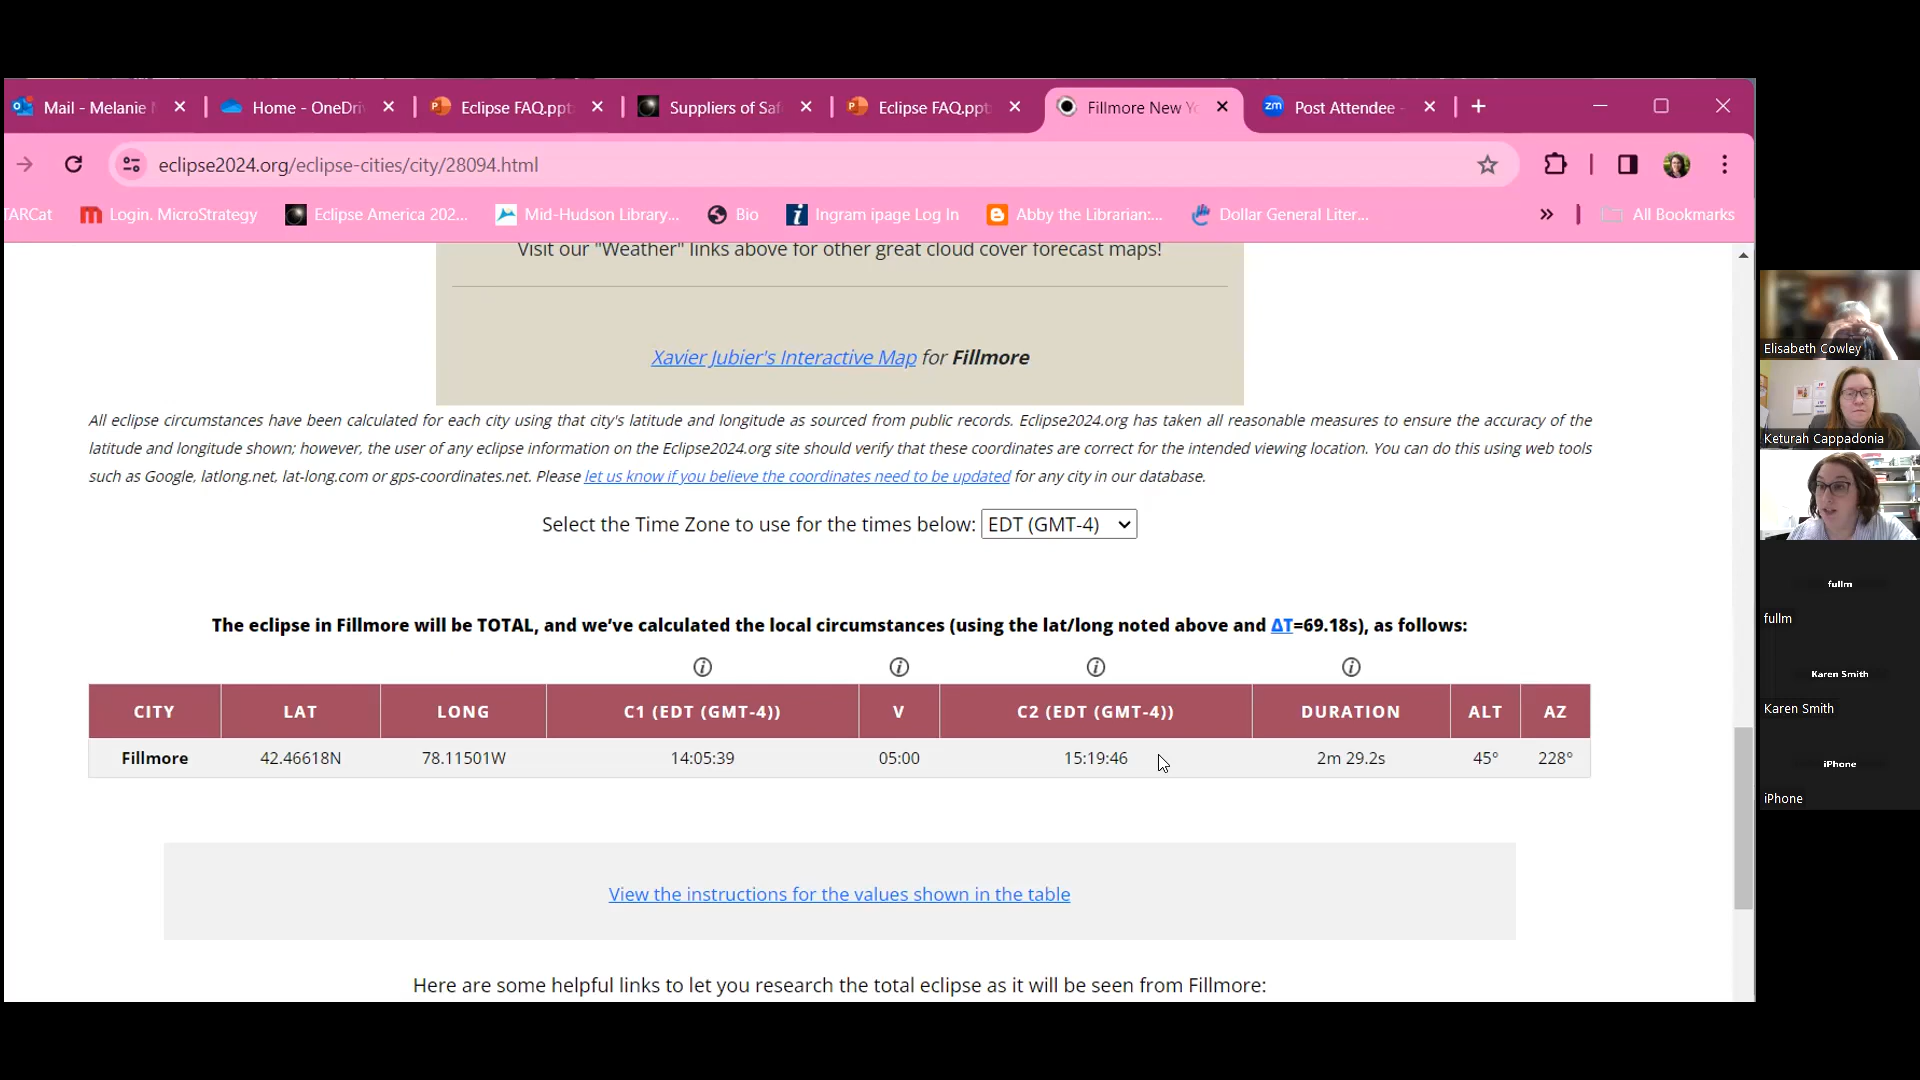 Mail - Melanie
Home - OneDri
Eclipse FAQ.ppt
Suppliers of Saf
Eclipse FAQ.ppt
Fillmore New Yo
zm Post Attendee -
eclipse2024.org/eclipse-cities/city/28094.html
TARCat
Login. MicroStrategy
Eclipse America 202...
Mid-Hudson Library...
Bio
Ingram ipage Log In
Abby the Librarian:...
Dollar General Liter...
»
All Bookmarks
Visit our "Weather" links above for other great cloud cover forecast maps!
Xavier Jubier's Interactive Map for Fillmore
All eclipse circumstances have been calculated for each city using that city's latitude and longitude as sourced from public records. Eclipse2024.org has taken all reasonable measures to ensure the accuracy of the
latitude and longitude shown; however, the user of any eclipse information on the Eclipse2024.org site should verify that these coordinates are correct for the intended viewing location. You can do this using web tools
such as Google, latlong.net, lat-long.com or gps-coordinates.net. Please let us know if you believe the coordinates need to be updated for any city in our database.
Select the Time Zone to use for the times below: EDT (GMT-4)
The eclipse in Fillmore will be TOTAL, and we've calculated the local circumstances (using the lat/long noted above and ΔT=69.18s), as follows:
CITY LAT LONG C1 (EDT (GMT-4)) V C2 (EDT (GMT-4)) DURATION ALT AZ
Fillmore 42.46618N 78.11501W 14:05:39 05:00 15:19:46 2m 29.2s 45° 228°
View the instructions for the values shown in the table
Here are some helpful links to let you research the total eclipse as it will be seen from Fillmore:
Elisabeth Cowley
Keturah Cappadonia
fullm
fullm
Karen Smith
Karen Smith
iPhone
iPhone